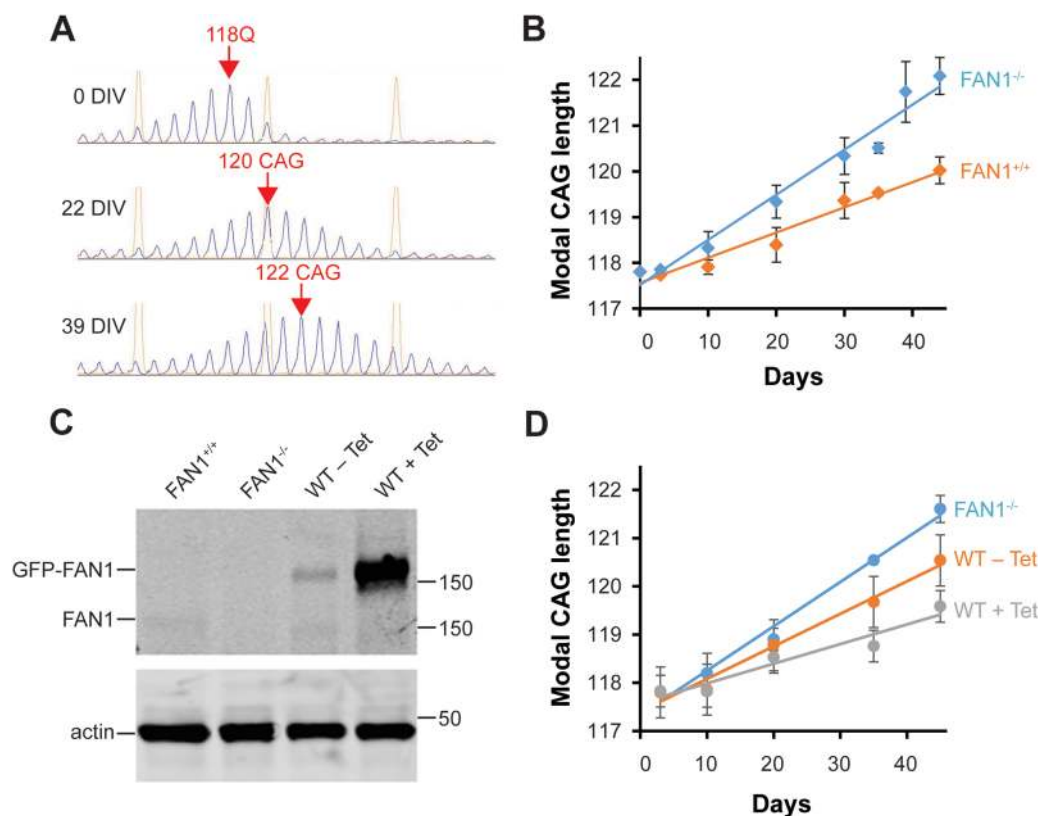 A
118Q
0 DIV
120 CAG
22 DIV
122 CAG
39 DIV
B
Modal CAG length
122
121
120
119
118
117
0 10 20 30 40
Days
FAN1-/-
FAN1+/+
C
FAN1+/+
FAN1-/-
WT – Tet
WT + Tet
GFP-FAN1
150
FAN1
150
50
actin
D
Modal CAG length
122
121
120
119
118
117
0 10 20 30 40
Days
FAN1-/-
WT – Tet
WT + Tet